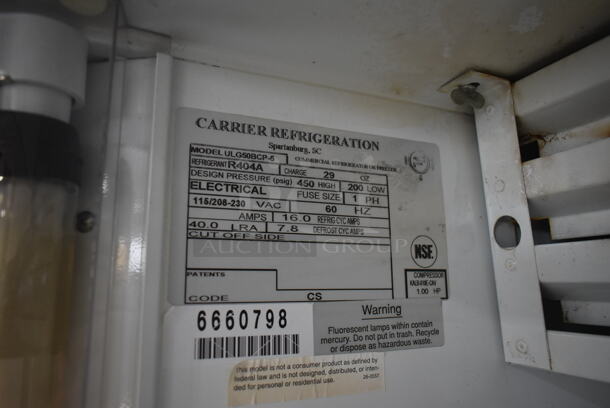 CARRIER REFRIGERATION
Spartanburg, SC
MODEL ULG50BCP-5 COMMERCIAL REFRIGERATOR OR FREEZER
REFRIGERANT R404A CHARGE 29 OZ
DESIGN PRESSURE (psig) 450 HIGH 200 LOW
ELECTRICAL FUSE SIZE 1 PH
115/208-230 VAC 60 HZ
AMPS 16.0 REFRIG CYC AMPS
40.0 LRA 7.8 DEFROST CYC AMPS
CUT OFF SIDE
AUCTION GROUP
NSF.
PATENTS
COMPRESSOR
1.00 HP
CODE CS
6660798
Warning
Fluorescent lamps within contain
mercury. Do not put in trash. Recycle
or dispose as hazardous waste.
This model is not a consumer product as defined by
federal law and is not designed, distributed, or inten-
ded for personal or residential use.